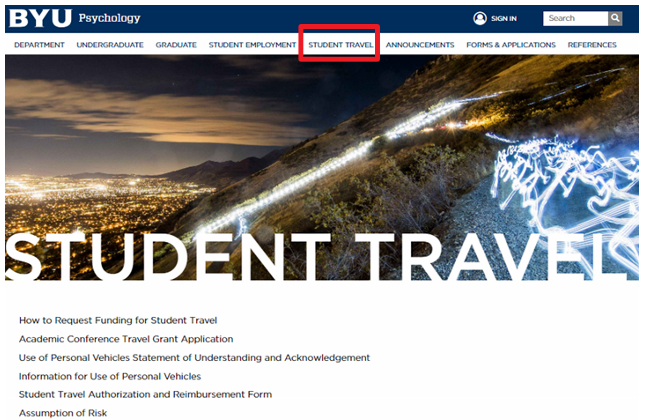 BYU Psychology SIGN IN Search
DEPARTMENT UNDERGRADUATE GRADUATE STUDENT EMPLOYMENT STUDENT TRAVEL ANNOUNCEMENTS FORMS & APPLICATIONS REFERENCES
STUDENT TRAVEL
How to Request Funding for Student Travel
Academic Conference Travel Grant Application
Use of Personal Vehicles Statement of Understanding and Acknowledgement
Information for Use of Personal Vehicles
Student Travel Authorization and Reimbursement Form
Assumption of Risk